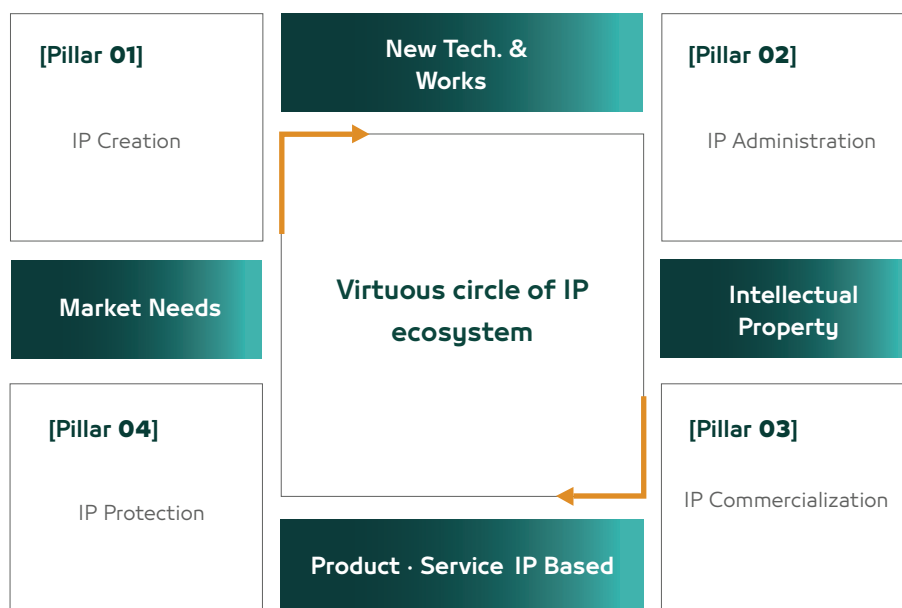 [Pillar 01]
IP Creation
New Tech. &
Works
[Pillar 02]
IP Administration
Market Needs
Virtuous circle of IP
ecosystem
Intellectual
Property
[Pillar 04]
IP Protection
Product · Service IP Based
[Pillar 03]
IP Commercialization